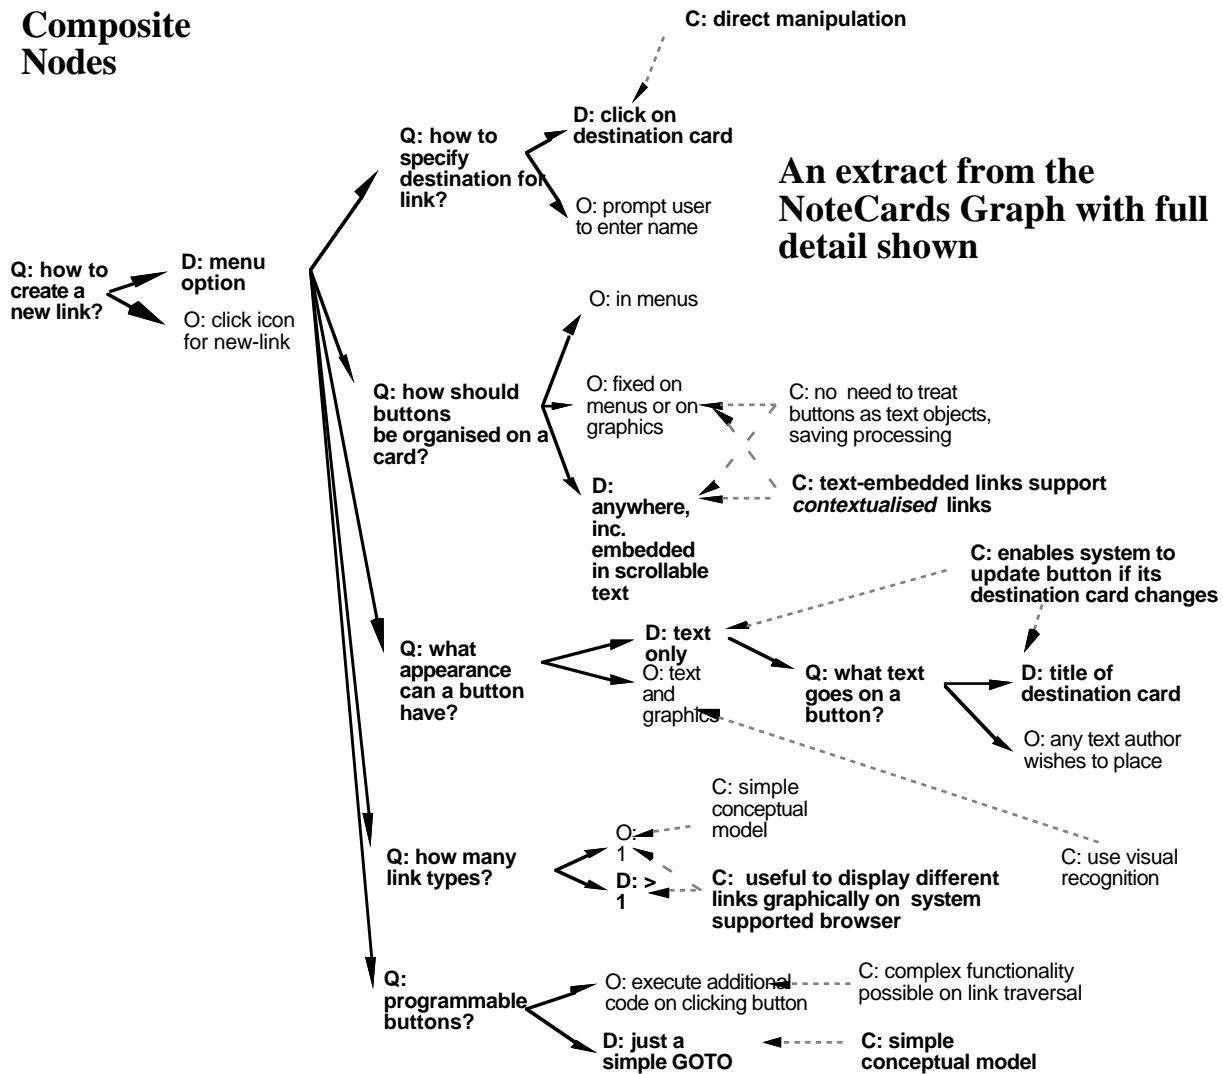 Composite
Nodes
C: direct manipulation
D: click on
destination card
Q: how to
specify
destination for
link?
An extract from the
NoteCards Graph with full
detail shown
O: prompt user
to enter name
Q: how to
create a
new link?
D: menu
option
O: click icon
for new-link
O: in menus
Q: how should
buttons
be organised on a
card?
O: fixed on
menus or on
graphics
C: no need to treat
buttons as text objects,
saving processing
D:
anywhere,
inc.
embedded
in scrollable
text
C: text-embedded links support
contextualised links
C: enables system to
update button if its
destination card changes
Q: what
appearance
can a button
have?
D: text
only
O: text
and
graphics
Q: what text
goes on a
button?
D: title of
destination card
O: any text author
wishes to place
C: simple
conceptual
model
O:
1
Q: how many
link types?
D: >
1
C: useful to display different
links graphically on system
supported browser
C: use visual
recognition
Q:
programmable
buttons?
O: execute additional
code on clicking button
C: complex functionality
possible on link traversal
D: just a
simple GOTO
C: simple
conceptual model